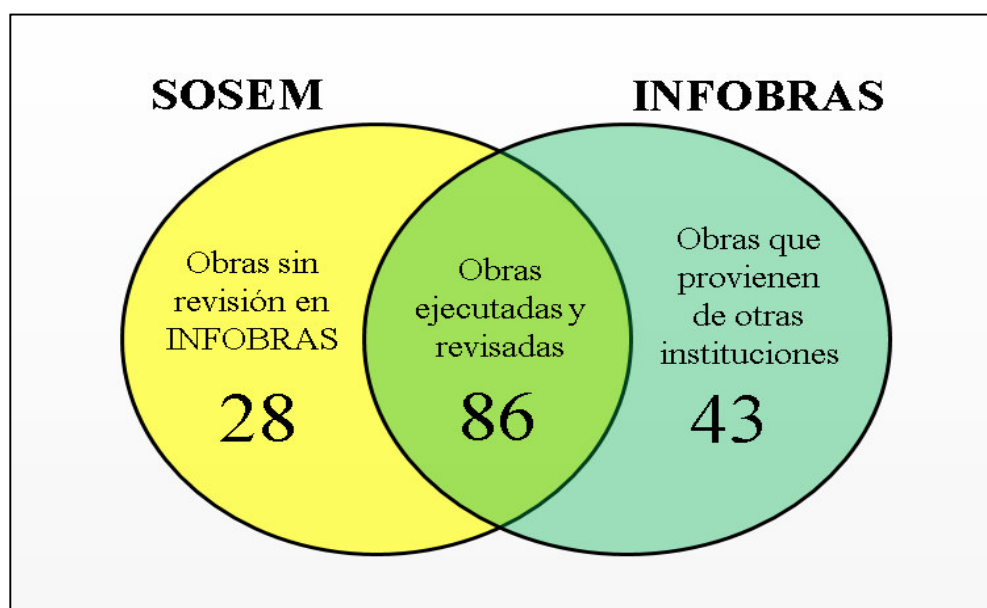 SOSEM
INFOBRAS
Obras sin
revisión en
INFOBRAS
28
Obras
ejecutadas y
revisadas
86
Obras que
provienen
de otras
instituciones
43